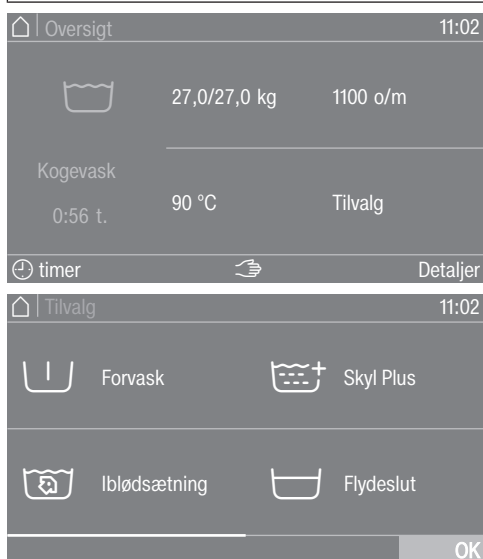 Oversigt 11:02
27,0/27,0 kg 1100 o/m
Kogevask
0:56 t.
90 °C Tilvalg
timer Detaljer
Tilvalg 11:02
Forvask Skyl Plus
Iblødsætning Flydeslut
OK